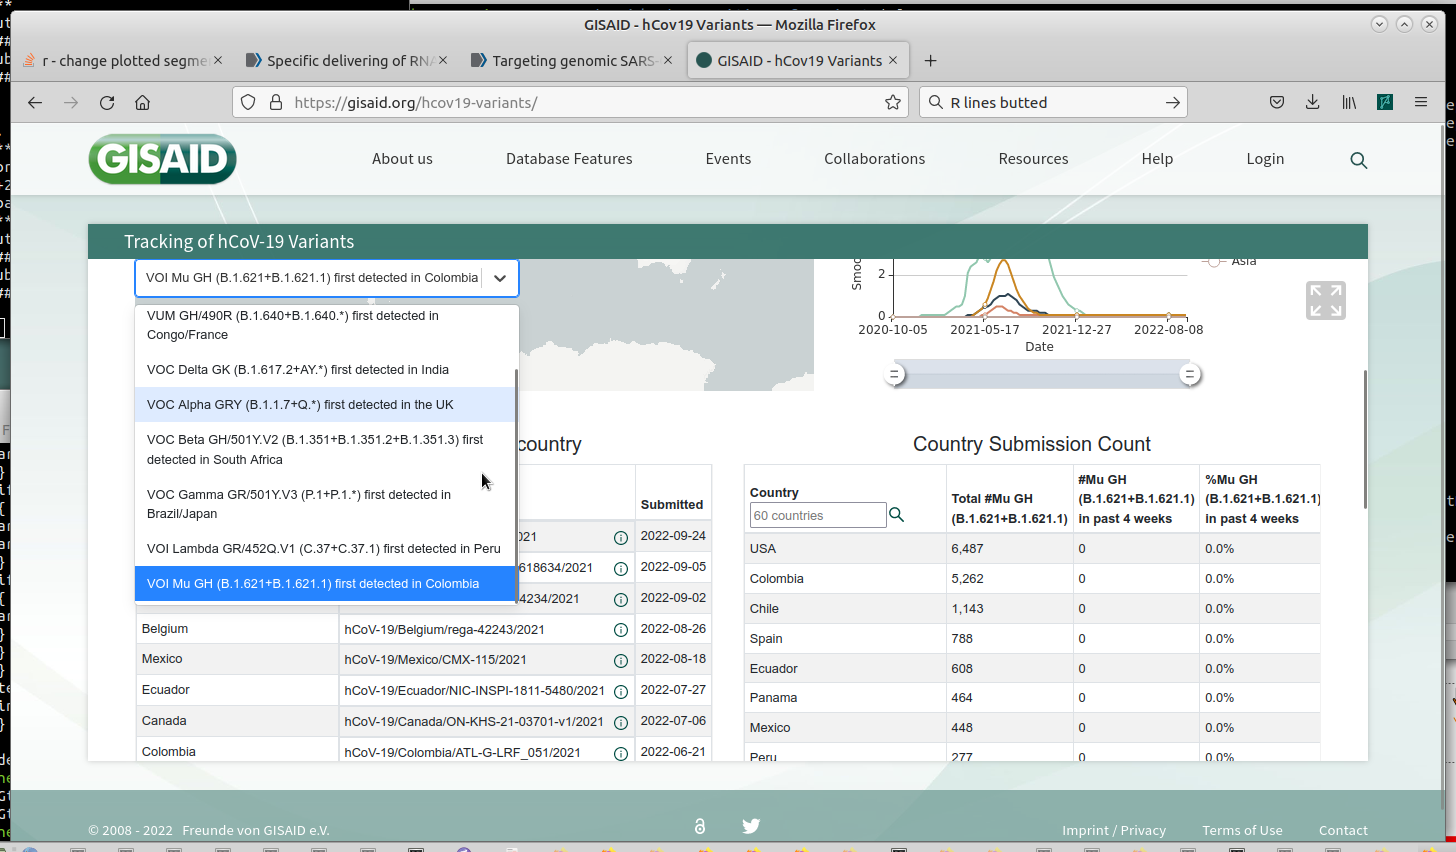 GISAID - hCov19 Variants — Mozilla Firefox
r - change plotted segme
Specific delivering of RNA
Targeting genomic SARS-
GISAID - hCov19 Variants
https://gisaid.org/hcov19-variants/
R lines butted
GISAID
About us
Database Features
Events
Collaborations
Resources
Help
Login
Tracking of hCoV-19 Variants
VOI Mu GH (B.1.621+B.1.621.1) first detected in Colombia
VUM GH/490R (B.1.640+B.1.640.*) first detected in
Congo/France
VOC Delta GK (B.1.617.2+AY.*) first detected in India
VOC Alpha GRY (B.1.1.7+Q.*) first detected in the UK
VOC Beta GH/501Y.V2 (B.1.351+B.1.351.2+B.1.351.3) first
detected in South Africa
VOC Gamma GR/501Y.V3 (P.1+P.1.*) first detected in
Brazil/Japan
VOI Lambda GR/452Q.V1 (C.37+C.37.1) first detected in Peru
VOI Mu GH (B.1.621+B.1.621.1) first detected in Colombia
Smoo
2
0
2020-10-05 2021-05-17 2021-12-27 2022-08-08
Date
Asia
country
Submitted
021 2022-09-24
618634/2021 2022-09-05
4234/2021 2022-09-02
Belgium hCoV-19/Belgium/rega-42243/2021 2022-08-26
Mexico hCoV-19/Mexico/CMX-115/2021 2022-08-18
Ecuador hCoV-19/Ecuador/NIC-INSPI-1811-5480/2021 2022-07-27
Canada hCoV-19/Canada/ON-KHS-21-03701-v1/2021 2022-07-06
Colombia hCoV-19/Colombia/ATL-G-LRF_051/2021 2022-06-21
Country Submission Count
Country
60 countries
Total #Mu GH
(B.1.621+B.1.621.1)
#Mu GH
(B.1.621+B.1.621.1)
in past 4 weeks
%Mu GH
(B.1.621+B.1.621.1)
in past 4 weeks
USA 6,487 0 0.0%
Colombia 5,262 0 0.0%
Chile 1,143 0 0.0%
Spain 788 0 0.0%
Ecuador 608 0 0.0%
Panama 464 0 0.0%
Mexico 448 0 0.0%
Peru 277 0 0.0%
© 2008 - 2022 Freunde von GISAID e.V.
Imprint / Privacy
Terms of Use
Contact